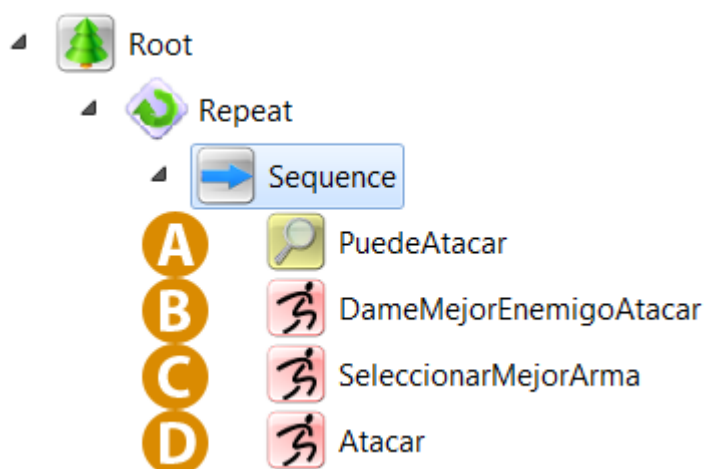 Root
Repeat
Sequence
A PuedeAtacar
B DameMejorEnemigoAtacar
C SeleccionarMejorArma
D Atacar